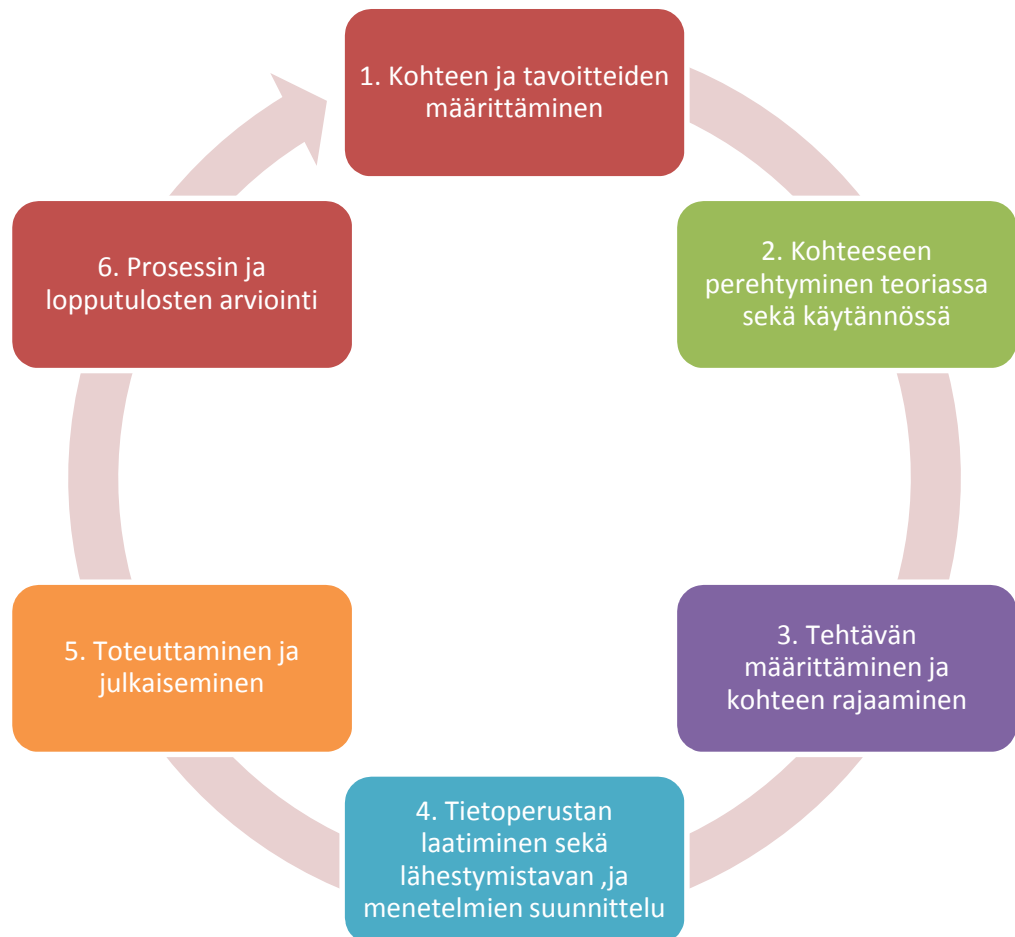 1. Kohteen ja tavoitteiden
määrittäminen
2. Kohteeseen
perehtyminen teoriassa
sekä käytännössä
3. Tehtävän
määrittäminen ja
kohteen rajaaminen
4. Tietoperustan
laatiminen sekä
lähestymistavan ,ja
menetelmien suunnittelu
5. Toteuttaminen ja
julkaiseminen
6. Prosessin ja
lopputulosten arviointi